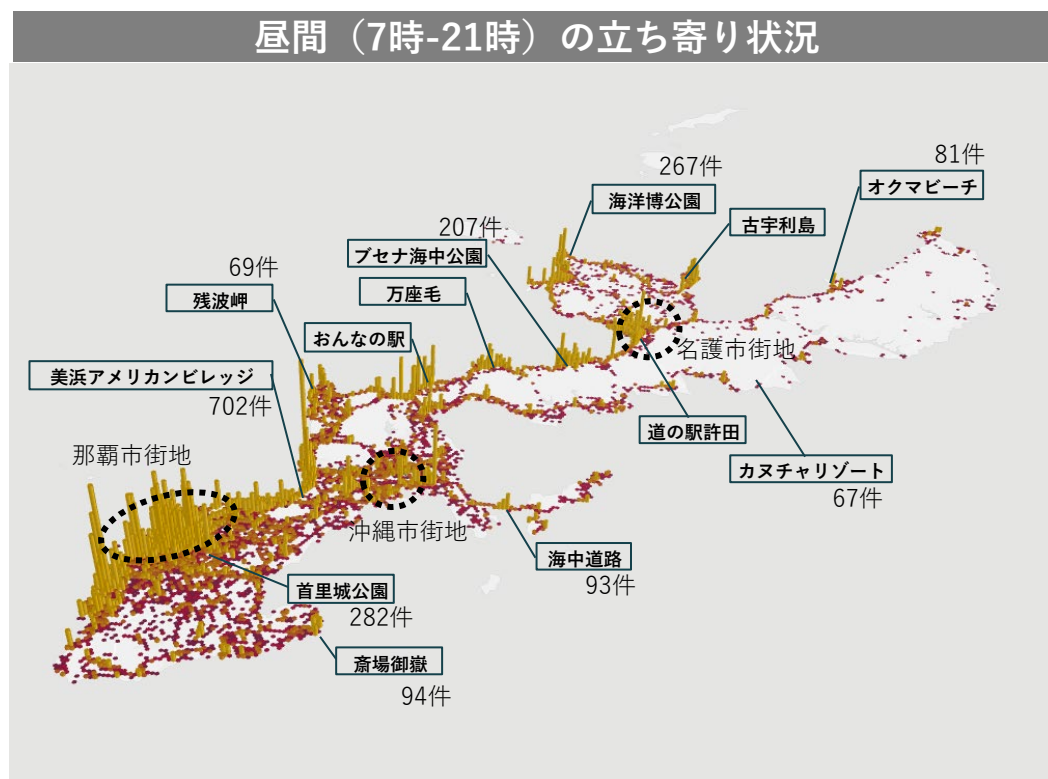 昼間（7時-21時）の立ち寄り状況
81件
オクマビーチ
267件
海洋博公園
古宇利島
207件
ブセナ海中公園
69件
残波岬
万座毛
おんなの駅
名護市街地
美浜アメリカンビレッジ
702件
道の駅許田
那覇市街地
カヌチャリゾート
67件
沖縄市街地
海中道路
93件
首里城公園
282件
斎場御嶽
94件